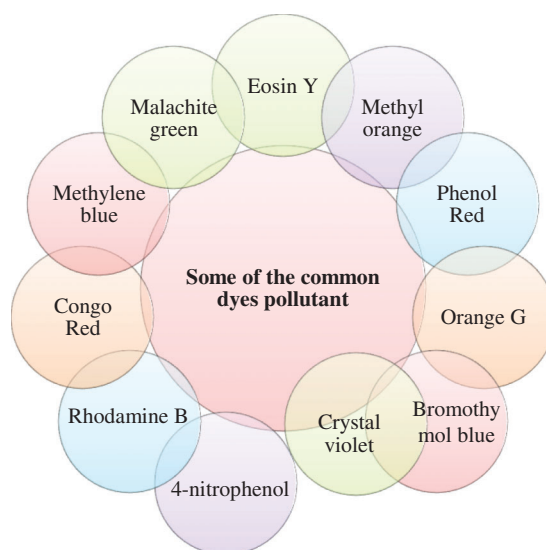 Eosin Y
Methyl
orange
Phenol
Red
Orange G
Bromothy
mol blue
Crystal
violet
4-nitrophenol
Rhodamine B
Congo
Red
Methylene
blue
Malachite
green
Some of the common
dyes pollutant